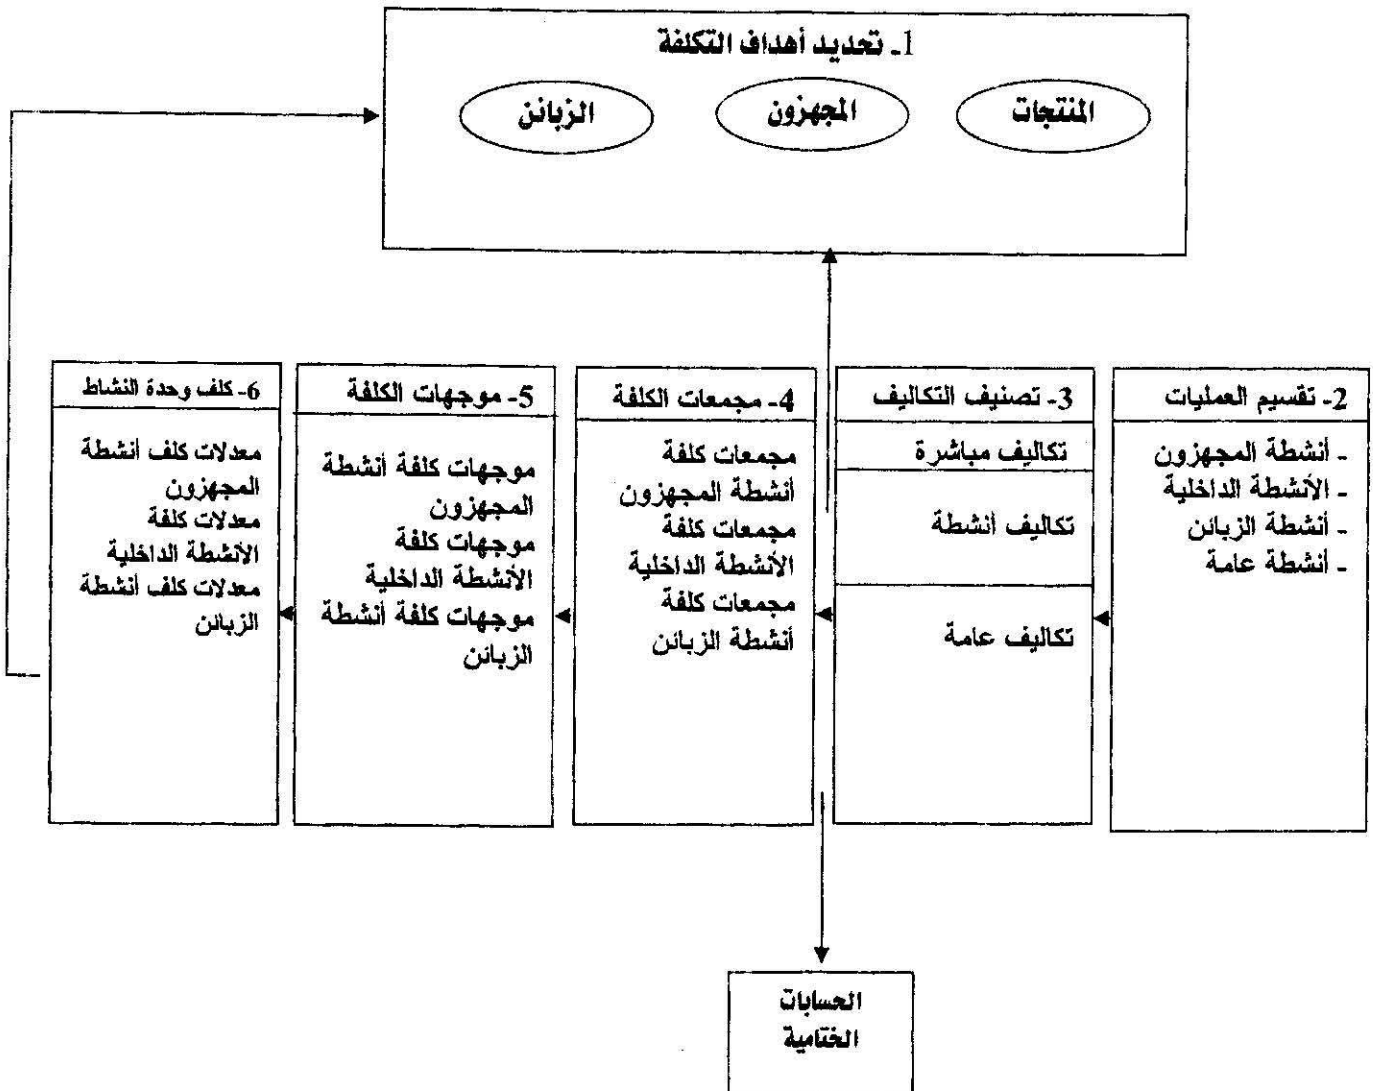 1ـ تحديد أهداف التكلفة
المنتجات
المجهزون
الزبائن
2- تقسيم العمليات
- أنشطة المجهزون
- الأنشطة الداخلية
- أنشطة الزبائن
- أنشطة عامة
3- تصنيف التكاليف
تكاليف مباشرة
تكاليف أنشطة
تكاليف عامة
4- مجمعات الكلفة
مجمعات كلفة
أنشطة المجهزون
مجمعات كلفة
الأنشطة الداخلية
مجمعات كلفة
أنشطة الزبائن
5- موجهات الكلفة
موجهات كلفة أنشطة
المجهزون
موجهات كلفة
الأنشطة الداخلية
موجهات كلفة أنشطة
الزبائن
6- كلف وحدة النشاط
معدلات كلف أنشطة
المجهزون
معدلات كلفة
الأنشطة الداخلية
معدلات كلف أنشطة
الزبائن
الحسابات
الختامية